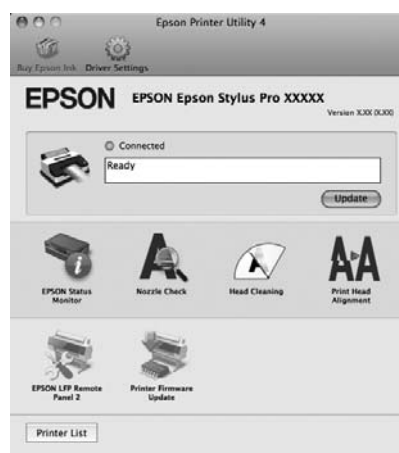 Epson Printer Utility 4
Buy Epson Ink Driver Settings
EPSON EPSON Epson Stylus Pro XXXXX
Version X.XX (X.XX)
Connected
Ready
Update
EPSON Status Monitor
Nozzle Check
Head Cleaning
Print Head Alignment
EPSON LFP Remote Panel 2
Printer Firmware Update
Printer List